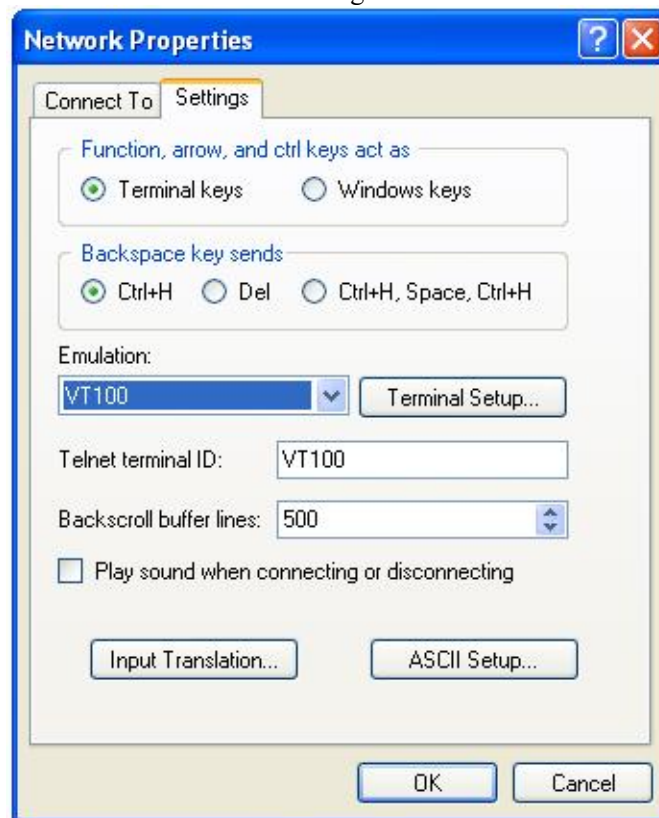 Network Properties
Connect To Settings
Function, arrow, and ctrl keys act as
Terminal keys Windows keys
Backspace key sends
Ctrl+H Del Ctrl+H, Space, Ctrl+H
Emulation:
VT100 Terminal Setup...
Telnet terminal ID: VT100
Backscroll buffer lines: 500
Play sound when connecting or disconnecting
Input Translation... ASCII Setup...
OK Cancel